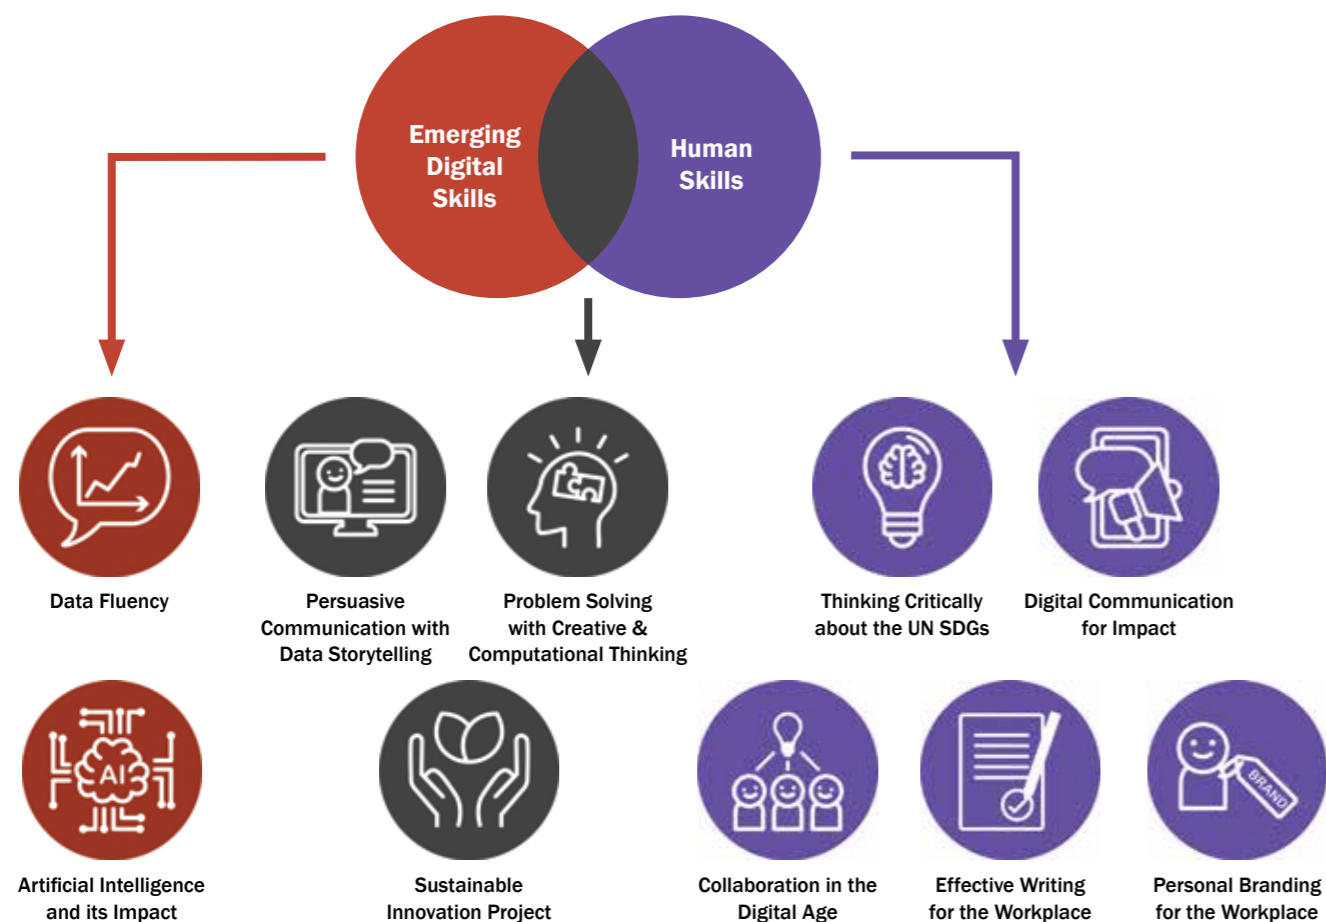 Emerging
Digital
Skills
Human
Skills
Data Fluency
Persuasive
Communication with
Data Storytelling
Problem Solving
with Creative &
Computational Thinking
Thinking Critically
about the UN SDGs
Digital Communication
for Impact
AI
Artificial Intelligence
and its Impact
Sustainable
Innovation Project
Collaboration in the
Digital Age
Effective Writing
for the Workplace
BRAND
Personal Branding
for the Workplace